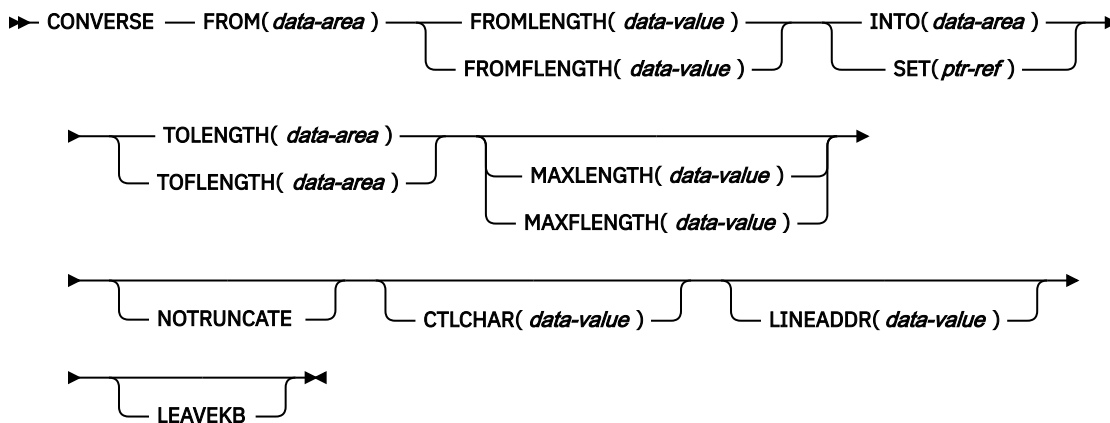 CONVERSE FROM(data-area) FROMLENGTH( data-value ) INTO(data-area)
FROMFLENGTH( data-value ) SET(ptr-ref )
TOLENGTH( data-area )
TOFLENGTH( data-area ) MAXLENGTH( data-value )
MAXFLENGTH( data-value )
NOTRUNCATE CTLCHAR( data-value ) LINEADDR( data-value )
LEAVEKB